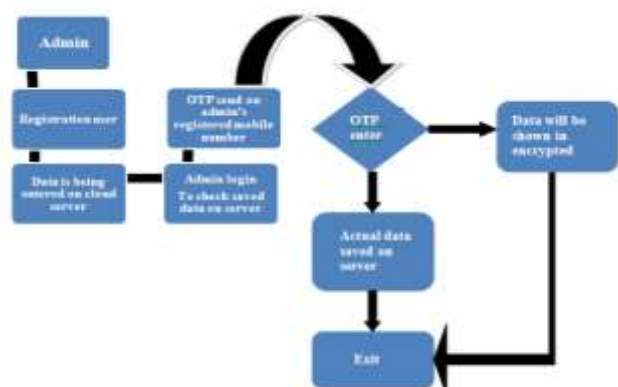 Admin
Registration user
Data is being
entered on cloud
server
OTP send on
admin's
registered mobile
number
Admin login
To check saved
data on server
OTP
enter
Data will be
shown in
encrypted
Actual data
saved on
server
Exit